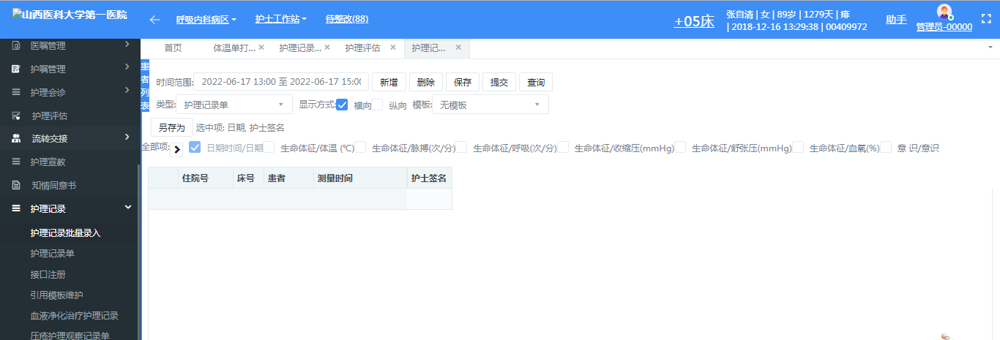 山西医科大学第一医院
呼吸内科病区
护士工作站
待整改(88)
+05床
张自清 | 女 | 89岁 | 1279天 | 痱
| 2018-12-16 13:29:38 | 00409972
助手
管理员-00000
医嘱管理
护嘱管理
护理会诊
护理评估
流转交接
护理宣教
知情同意书
护理记录
护理记录批量录入
护理记录单
接口注册
引用模板维护
血液净化治疗护理记录
压疮护理观察记录单
首页 体温单打... × 护理记录... × 护理评估 × 护理记... ×
患者列表
时间范围: 2022-06-17 13:00 至 2022-06-17 15:00 新增 删除 保存 提交 查询
类型: 护理记录单 显示方式: 横向 纵向 模板: 无模板
另存为 选中项: 日期, 护士签名
全部项: 日期时间/日期 生命体征/体温 (℃) 生命体征/脉搏(次/分) 生命体征/呼吸(次/分) 生命体征/收缩压(mmHg) 生命体征/舒张压(mmHg) 生命体征/血氧(%) 意 识/意识
住院号 床号 患者 测量时间 护士签名